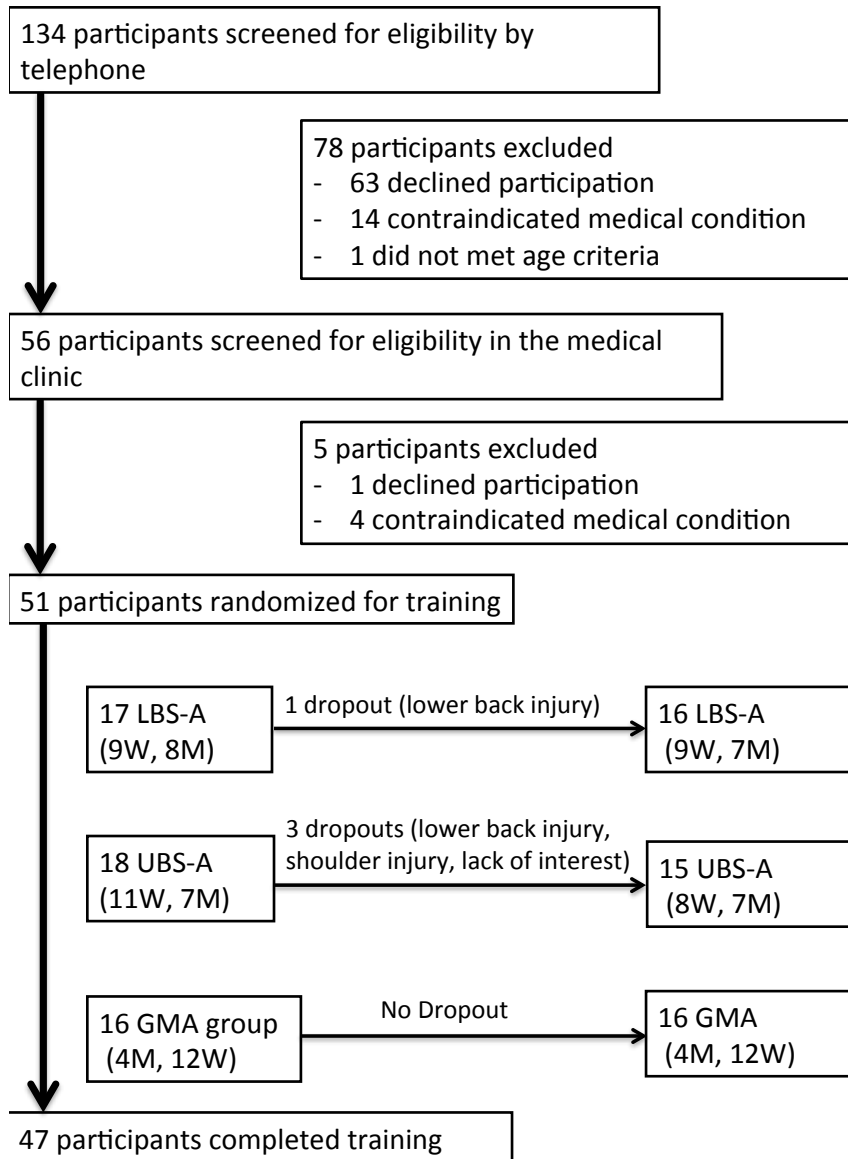 134 participants screened for eligibility by
telephone
78 participants excluded
- 63 declined participation
- 14 contraindicated medical condition
- 1 did not met age criteria
56 participants screened for eligibility in the medical
clinic
5 participants excluded
- 1 declined participation
- 4 contraindicated medical condition
51 participants randomized for training
17 LBS-A
(9W, 8M)
1 dropout (lower back injury)
16 LBS-A
(9W, 7M)
18 UBS-A
(11W, 7M)
3 dropouts (lower back injury,
shoulder injury, lack of interest)
15 UBS-A
(8W, 7M)
16 GMA group
(4M, 12W)
No Dropout
16 GMA
(4M, 12W)
47 participants completed training